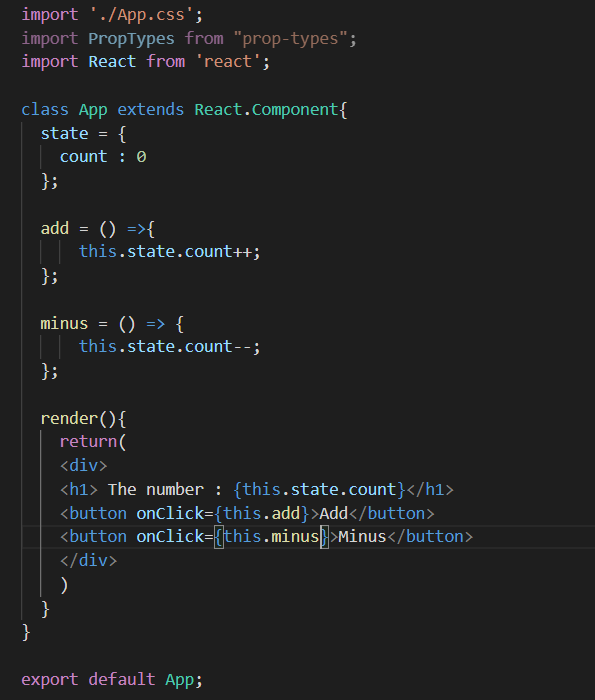 import './App.css';
import PropTypes from "prop-types";
import React from 'react';
class App extends React.Component{
state = {
count : 0
};
add = () =>{
this.state.count++;
};
minus = () => {
this.state.count--;
};
render(){
return(
<div>
<h1> The number : {this.state.count}</h1>
<button onClick={this.add}>Add</button>
<button onClick={this.minus}>Minus</button>
</div>
)
}
}
export default App;